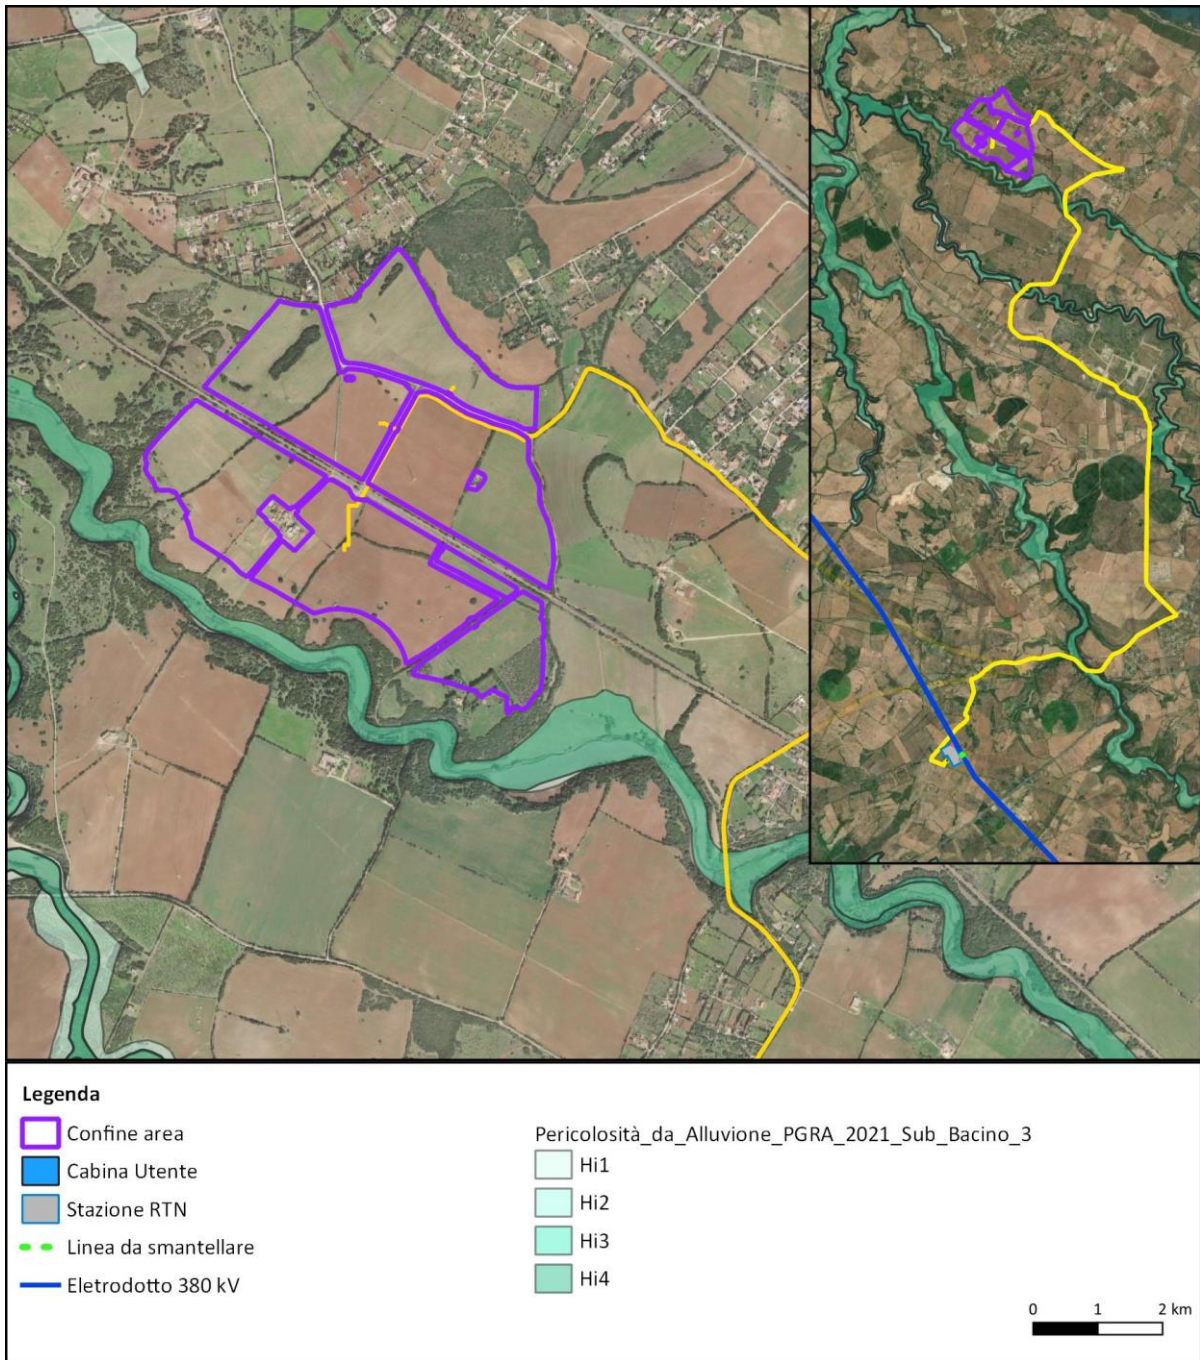 Legenda
Confine area
Cabina Utente
Stazione RTN
Linea da smantellare
Eletrodotto 380 kV
Pericolosità_da_Alluvione_PGRA_2021_Sub_Bacino_3
Hi1
Hi2
Hi3
Hi4
0 1 2 km